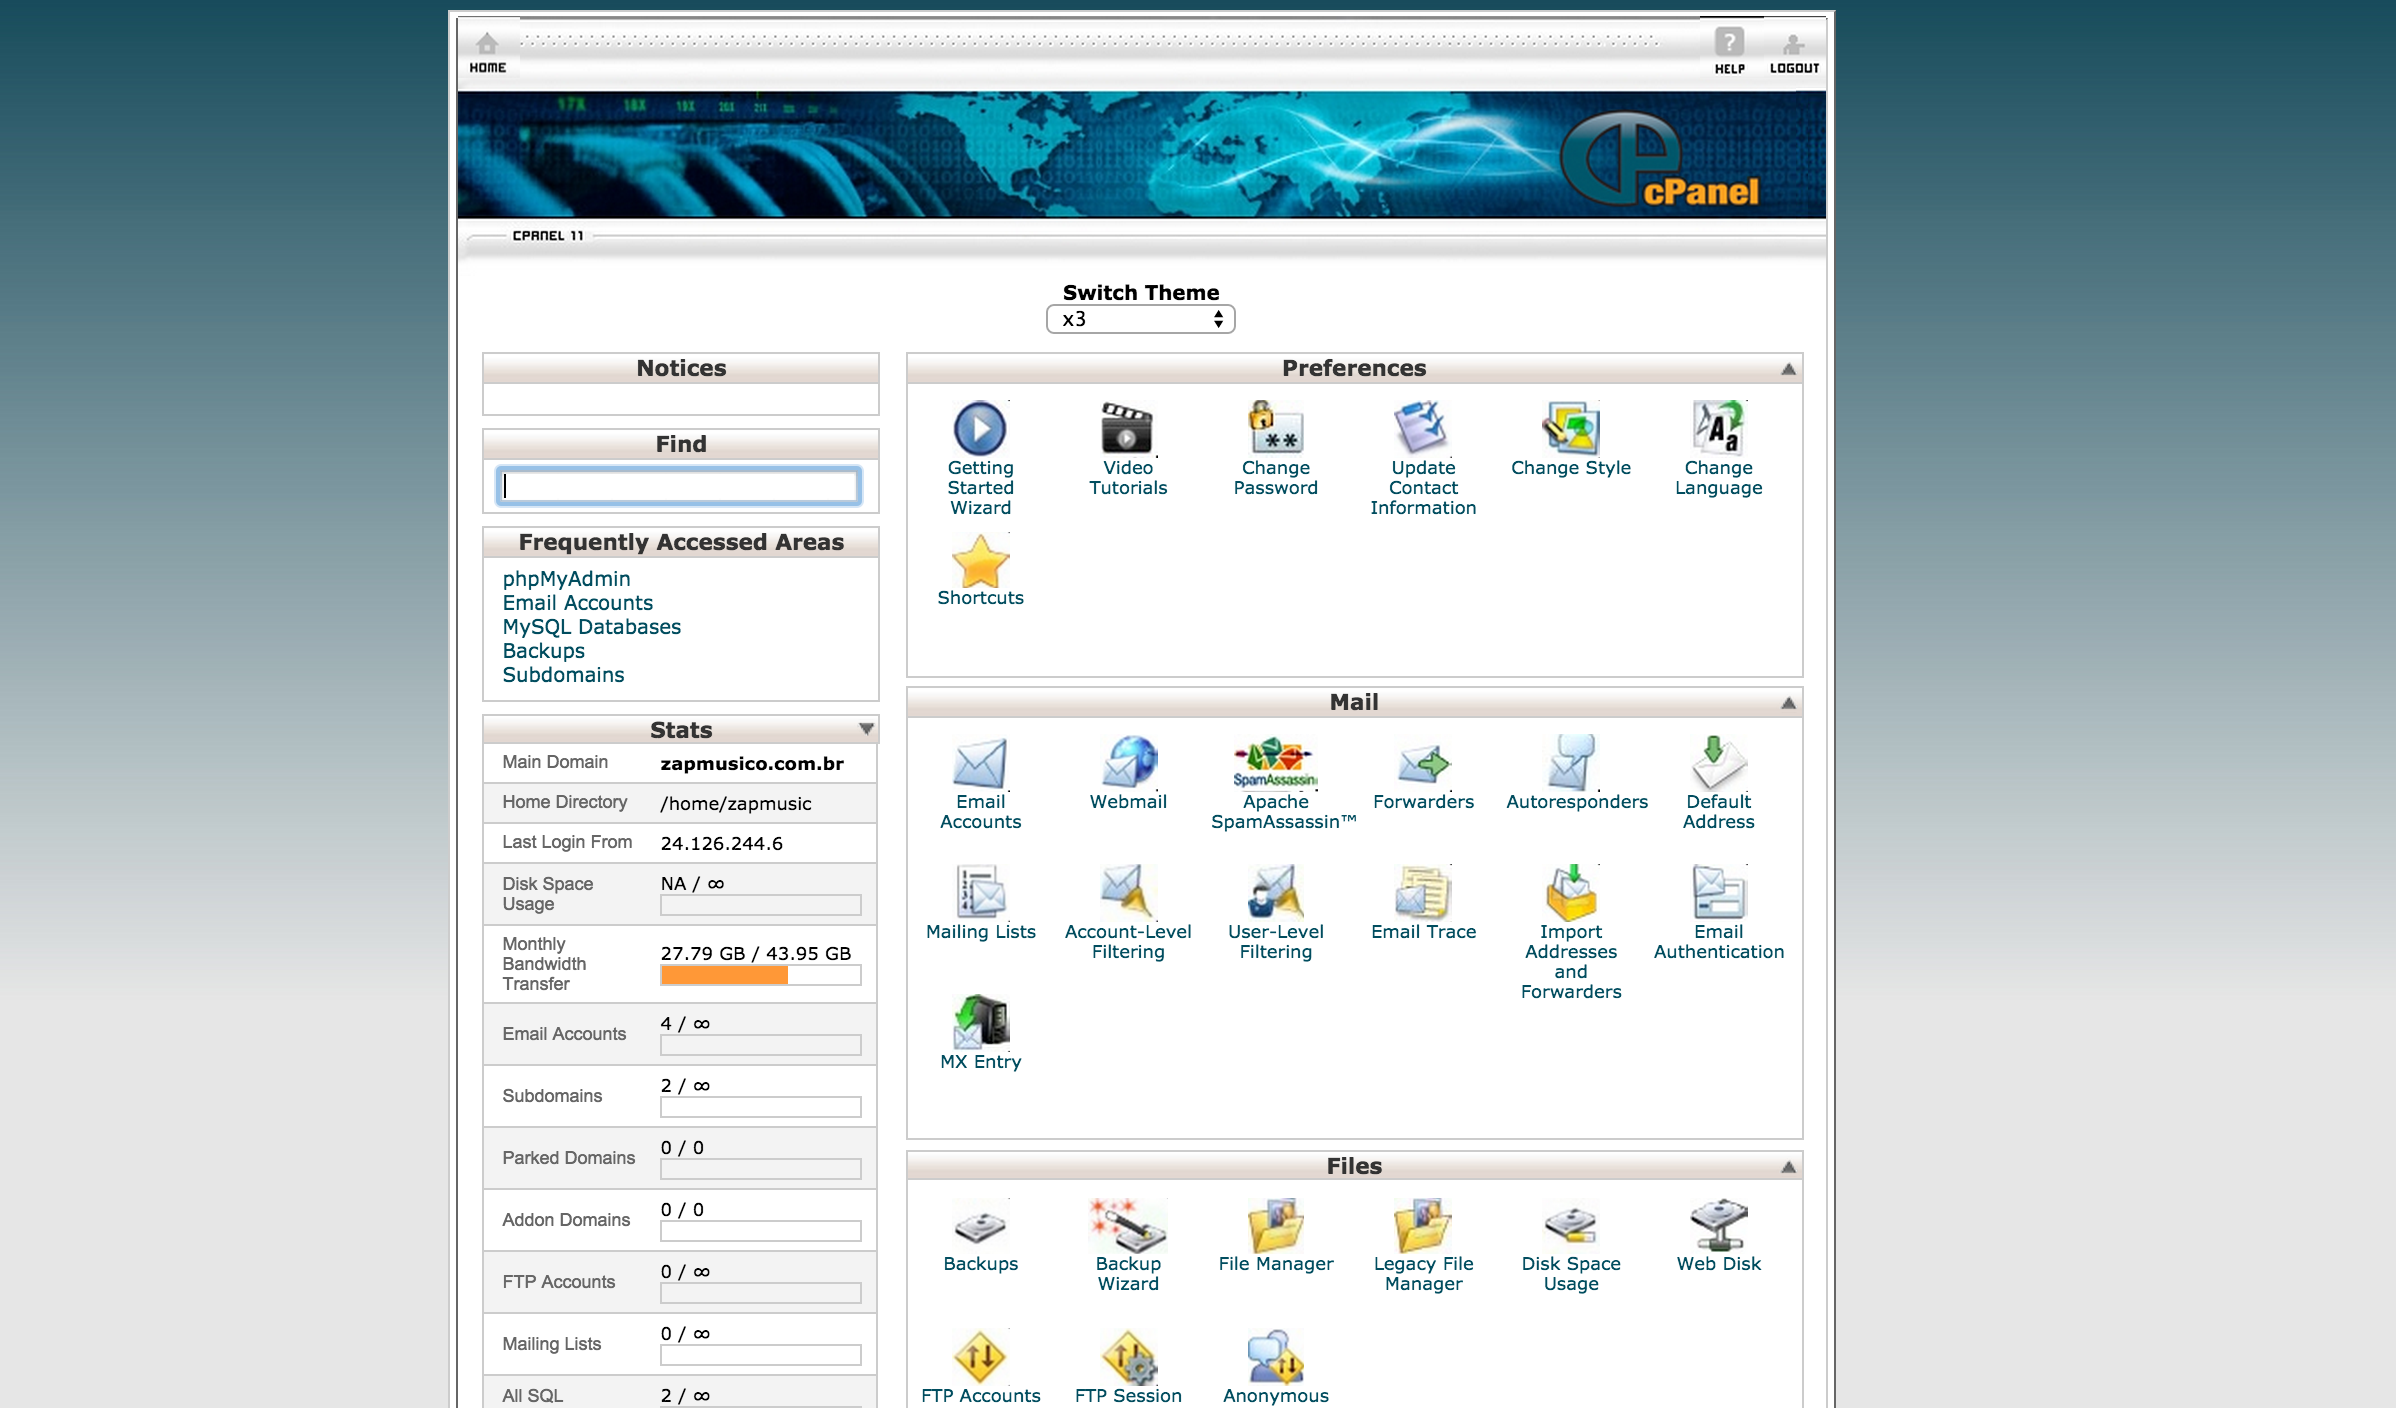 HOME
HELP
LOGOUT
17X 18X 19X 20X 21X
cPanel
CPANEL 11
Switch Theme
x3
Notices
Find
Frequently Accessed Areas
phpMyAdmin
Email Accounts
MySQL Databases
Backups
Subdomains
Stats
Main Domain zapmusico.com.br
Home Directory /home/zapmusic
Last Login From 24.126.244.6
Disk Space
Usage
NA / ∞
Monthly
Bandwidth
Transfer
27.79 GB / 43.95 GB
Email Accounts
4 / ∞
Subdomains
2 / ∞
Parked Domains
0 / 0
Addon Domains
0 / 0
FTP Accounts
0 / ∞
Mailing Lists
0 / ∞
All SQL
2 / ∞
Preferences
Getting
Started
Wizard
Video
Tutorials
Change
Password
Update
Contact
Information
Change Style
Change
Language
Shortcuts
Mail
Email
Accounts
Webmail
SpamAssassin
Apache
SpamAssassin™
Forwarders
Autoresponders
Default
Address
Mailing Lists
Account-Level
Filtering
User-Level
Filtering
Email Trace
Import
Addresses
and
Forwarders
Email
Authentication
MX Entry
Files
Backups
Backup
Wizard
File Manager
Legacy File
Manager
Disk Space
Usage
Web Disk
FTP Accounts
FTP Session
Anonymous